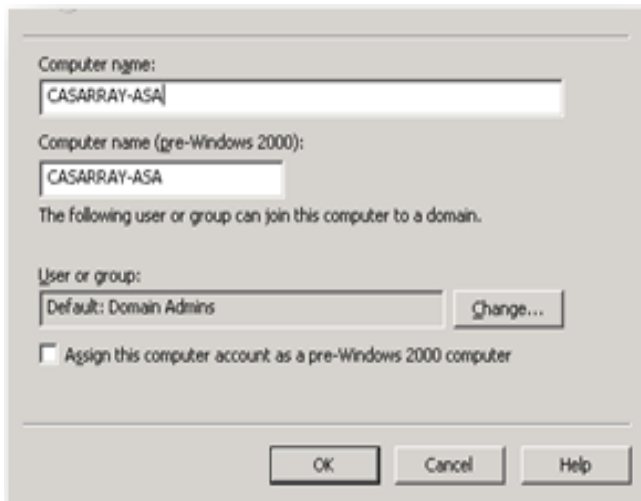 Computer name:
CASARRAY-ASA
Computer name (pre-Windows 2000):
CASARRAY-ASA
The following user or group can join this computer to a domain.
User or group:
Default: Domain Admins
Change...
Assign this computer account as a pre-Windows 2000 computer
OK
Cancel
Help